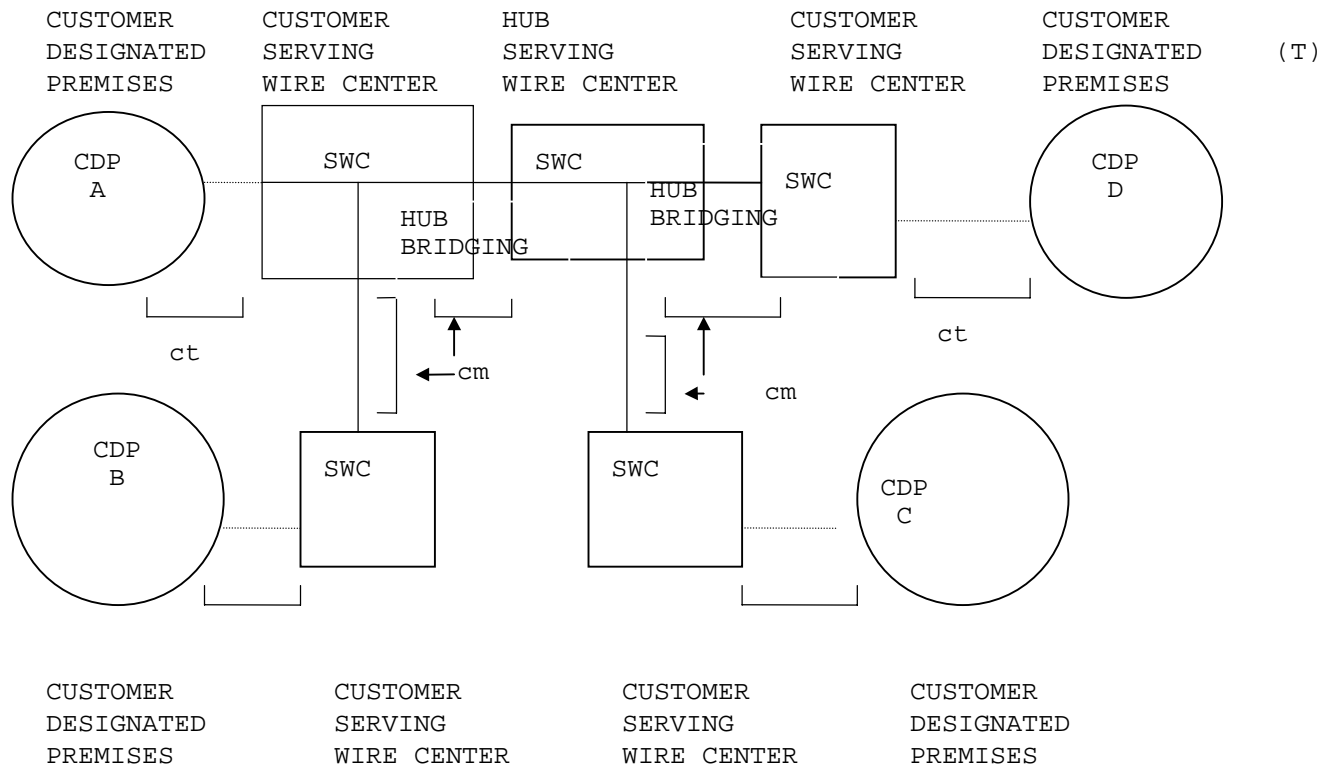 CUSTOMER CUSTOMER HUB CUSTOMER CUSTOMER
DESIGNATED SERVING SERVING SERVING DESIGNATED (T)
PREMISES WIRE CENTER WIRE CENTER WIRE CENTER PREMISES
CDP SWC SWC CDP
A SWC D
HUB
BRIDGING
HUB
BRIDGING
ct ct
cm cm
CDP SWC SWC
B
CDP
C
CUSTOMER CUSTOMER CUSTOMER CUSTOMER
DESIGNATED SERVING SERVING DESIGNATED
PREMISES WIRE CENTER WIRE CENTER PREMISES